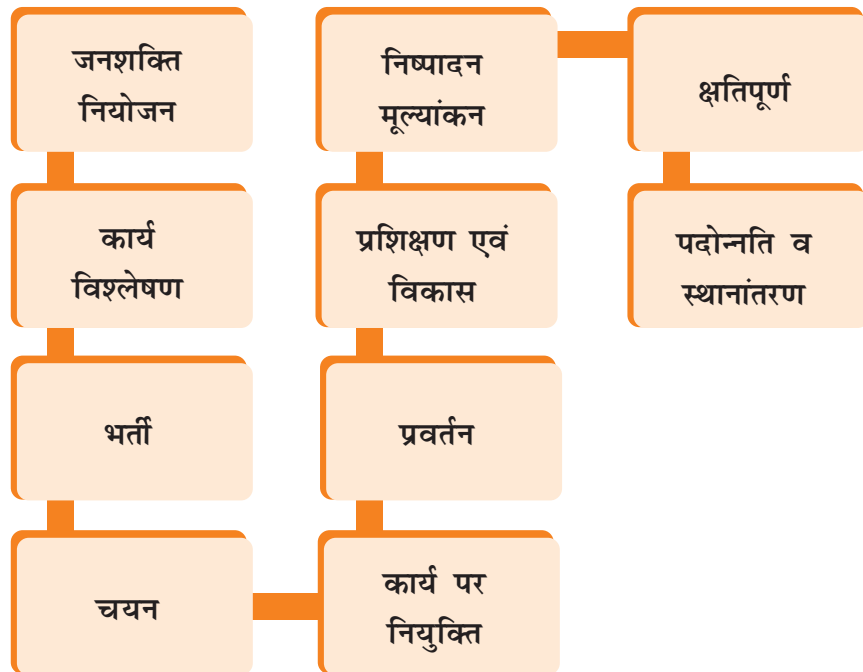 जनशक्ति
नियोजन
कार्य
विश्लेषण
भर्ती
चयन
कार्य पर
नियुक्ति
प्रवर्तन
प्रशिक्षण एवं
विकास
निष्पादन
मूल्यांकन
क्षतिपूर्ण
पदोन्नति व
स्थानांतरण